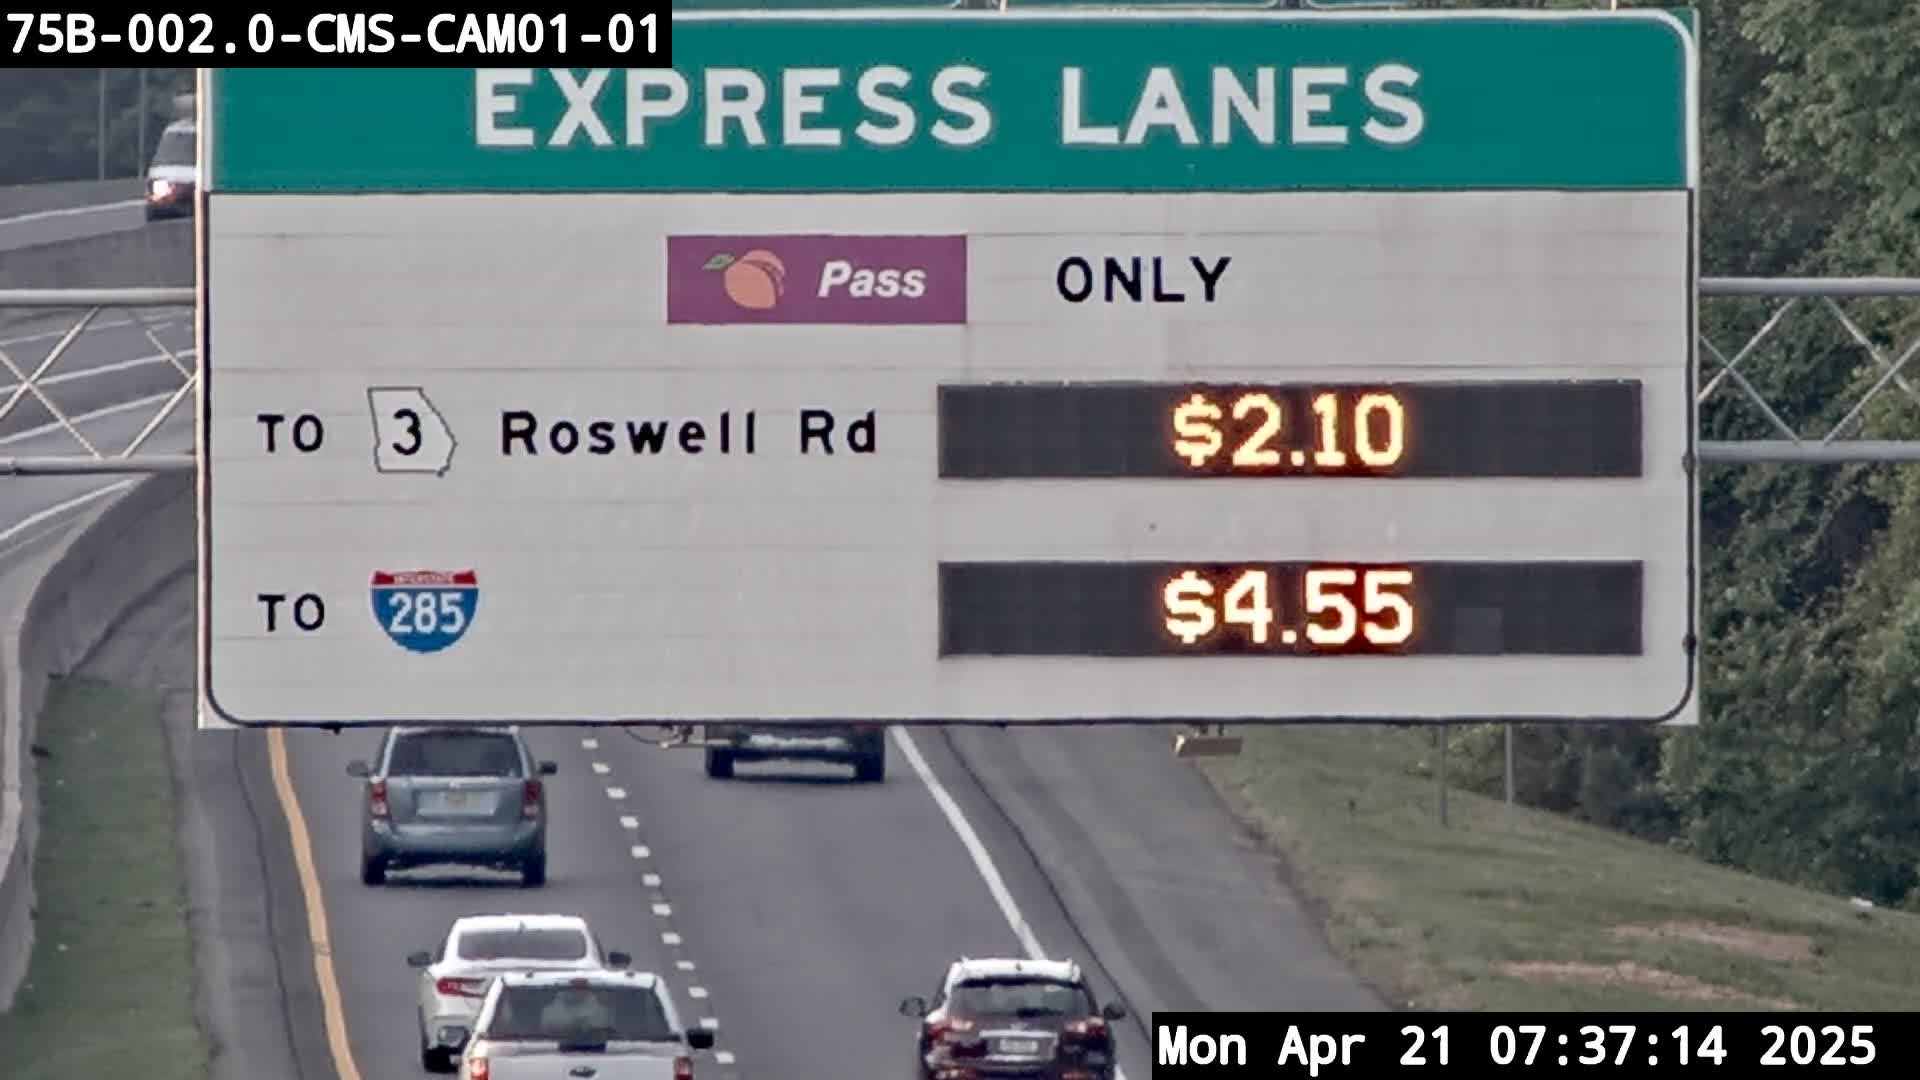 75B-002.0-CMS-CAM01-01
EXPRESS LANES
Pass ONLY
TO 3 Roswell Rd $2.10
TO INTERSTATE 285 $4.55
Mon Apr 21 07:37:14 2025